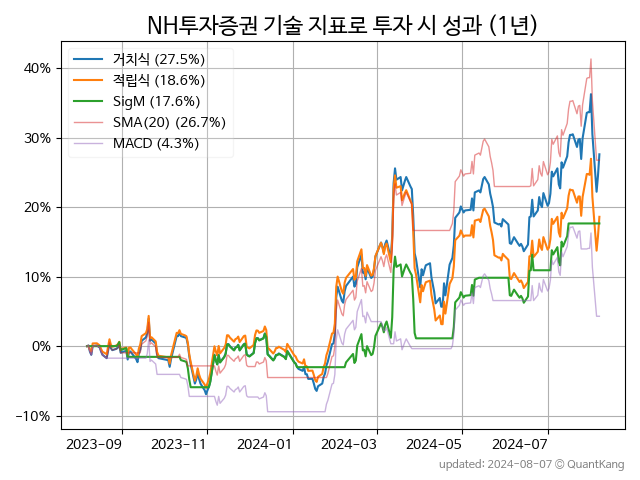 NH투자증권 기술 지표로 투자 시 성과 (1년)
거치식 (27.5%)
적립식 (18.6%)
SigM (17.6%)
SMA(20) (26.7%)
MACD (4.3%)
40%
30%
20%
10%
0%
−10%
2023-09 2023-11 2024-01 2024-03 2024-05 2024-07
updated: 2024-08-07 © QuantKang